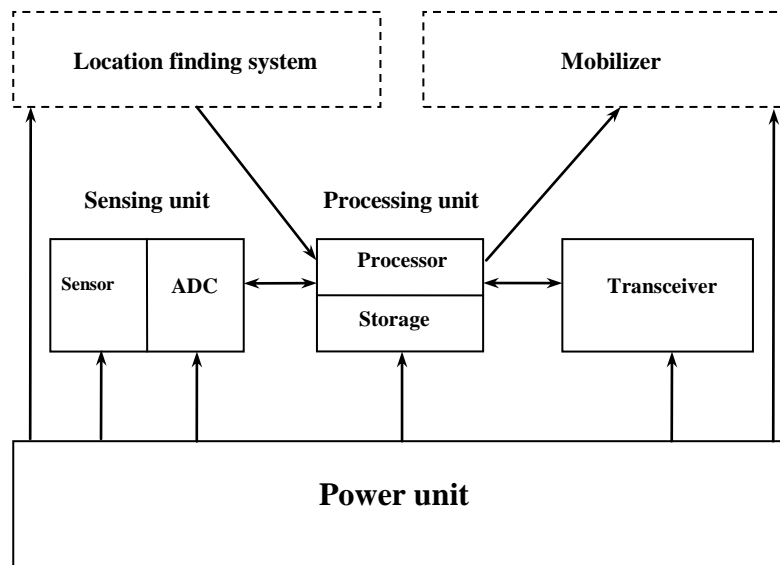 Location finding system
Mobilizer
Sensing unit
Processing unit
Sensor
ADC
Processor
Storage
Transceiver
Power unit